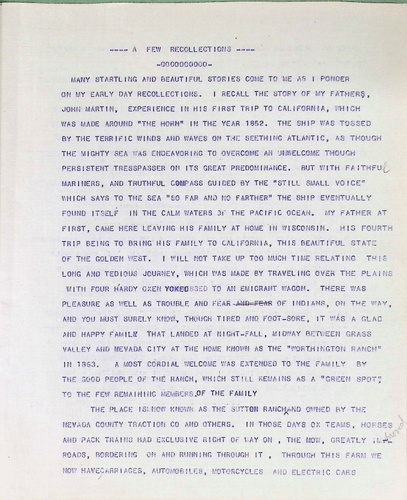 ---- A FEW RECOLLECTIONS ----
-OOOOOOOOOO-
MANY STARTLING AND BEAUTIFUL STORIES COME TO ME AS I PONDER
ON MY EARLY DAY RECOLLECTIONS. I RECALL THE STORY OF MY FATHERS,
JOHN MARTIN, EXPERIENCE IN HIS FIRST TRIP TO CALIFORNIA, WHICH
WAS MADE AROUND "THE HORN" IN THE YEAR 1852. THE SHIP WAS TOSSED
BY THE TERRIFIC WINDS AND WAVES ON THE SEETHING ATLANTIC, AS THOUGH
THE MIGHTY SEA WAS ENDEAVORING TO OVERCOME AN UNWELCOME THOUGH
PERSISTENT TRESSPASSER ON ITS GREAT PREDOMINANCE. BUT WITH FAITHFUL
MARINERS, AND TRUTHFUL COMPASS GUIDED BY THE "STILL SMALL VOICE"
WHICH SAYS TO THE SEA "SO FAR AND NO FARTHER" THE SHIP EVENTUALLY
FOUND ITSELF IN THE CALM WATERS OF THE PACIFIC OCEAN. MY FATHER AT
FIRST, CAME HERE LEAVING HIS FAMILY AT HOME IN WISCONSIN. HIS FOURTH
TRIP BEING TO BRING HIS FAMILY TO CALIFORNIA, THIS BEAUTIFUL STATE
OF THE GOLDEN WEST. I WILL NOT TAKE UP TOO MUCH TIME RELATING THIS
LONG AND TEDIOUS JOURNEY, WHICH WAS MADE BY TRAVELING OVER THE PLAINS
WITH FOUR HARDY OXEN YOKED TO AN EMIGRANT WAGON. THERE WAS
PLEASURE AS WELL AS TROUBLE AND FEAR AND FEAR OF INDIANS, ON THE WAY,
AND YOU MUST SURELY KNOW, THOUGH TIRED AND FOOT-SORE, IT WAS A GLAD
AND HAPPY FAMILY THAT LANDED AT NIGHT-FALL, MIDWAY BETWEEN GRASS
VALLEY AND NEVADA CITY AT THE HOME KNOWN AS THE "WORTHINGTON RANCH"
IN 1863. A MOST CORDIAL WELCOME WAS EXTENDED TO THE FAMILY BY
THE GOOD PEOPLE OF THE RANCH, WHICH STILL REMAINS AS A "GREEN SPOT";
TO THE FEW REMAINING MEMBERS OF THE FAMILY
THE PLACE IS NOW KNOWN AS THE SUTTON RANCH AND OWNED BY THE
NEVADA COUNTY TRACTION CO AND OTHERS. IN THOSE DAYS OX TEAMS, HORSES
AND PACK TRAINS HAD EXCLUSIVE RIGHT OF WAY ON , THE NOW, GREATLY IM-
ROADS, BORDERING ON AND RUNNING THROUGH IT , THROUGH THIS FARM WE
NOW HAVE CARRIAGES, AUTOMOBILES, MOTORCYCLES AND ELECTRIC CARS